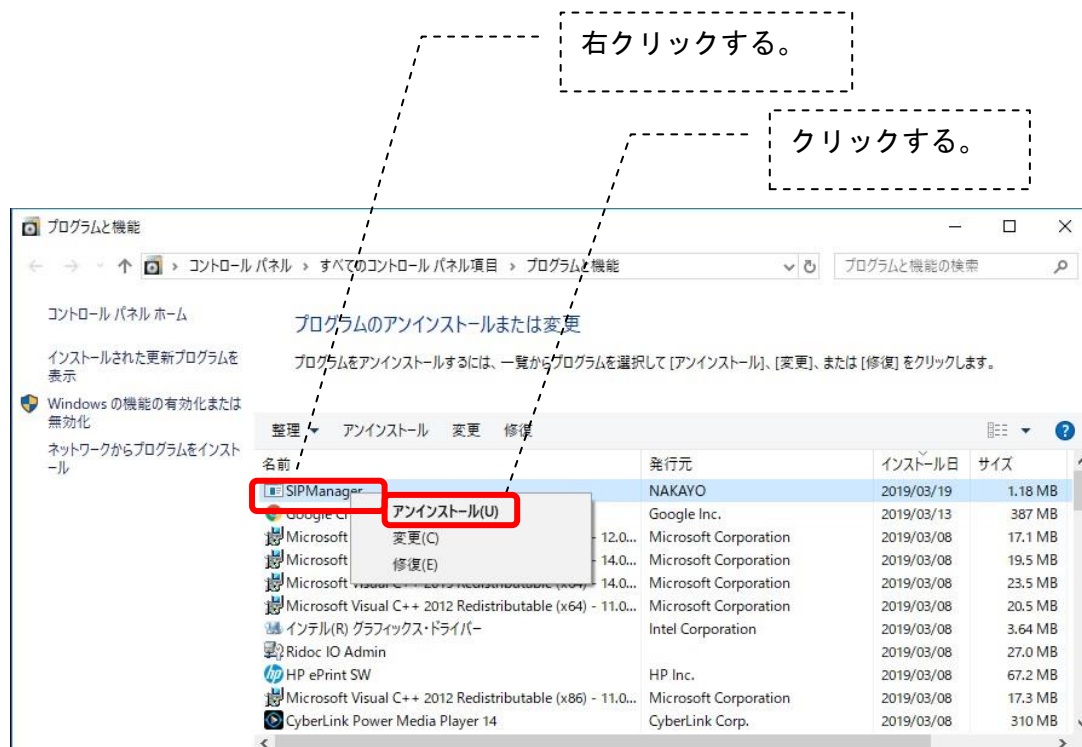 右クリックする。
クリックする。
プログラムと機能
コントロール パネル › すべてのコントロール パネル項目 › プログラムと機能
プログラムと機能の検索
コントロール パネル ホーム
インストールされた更新プログラムを
表示
Windows の機能の有効化または
無効化
ネットワークからプログラムをインスト
ール
プログラムのアンインストールまたは変更
プログラムをアンインストールするには、一覧からプログラムを選択して [アンインストール]、[変更]、または [修復] をクリックします。
整理 アンインストール 変更 修復
名前 発行元 インストール日 サイズ
SIPManager NAKAYO 2019/03/19 1.18 MB
アンインストール(U)
変更(C)
修復(E)
Google Inc. 2019/03/13 387 MB
Microsoft - 12.0... Microsoft Corporation 2019/03/08 17.1 MB
Microsoft - 14.0... Microsoft Corporation 2019/03/08 19.5 MB
Microsoft - 14.0... Microsoft Corporation 2019/03/08 23.5 MB
Microsoft Visual C++ 2012 Redistributable (x64) - 11.0... Microsoft Corporation 2019/03/08 20.5 MB
インテル(R) グラフィックス・ドライバー Intel Corporation 2019/03/08 3.64 MB
Ridoc IO Admin 2019/03/08 27.0 MB
HP ePrint SW HP Inc. 2019/03/08 67.2 MB
Microsoft Visual C++ 2012 Redistributable (x86) - 11.0... Microsoft Corporation 2019/03/08 17.3 MB
CyberLink Power Media Player 14 CyberLink Corp. 2019/03/08 310 MB